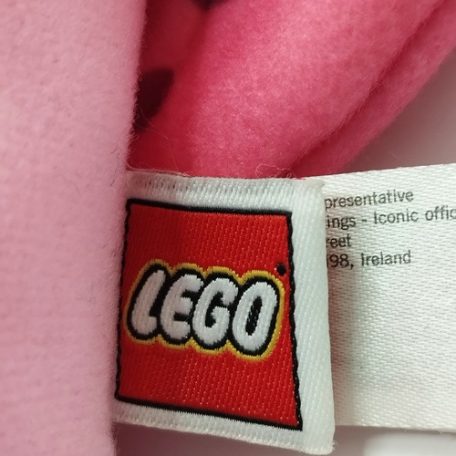 LEGO
presentative
ings - Iconic offic
reet
98, Ireland